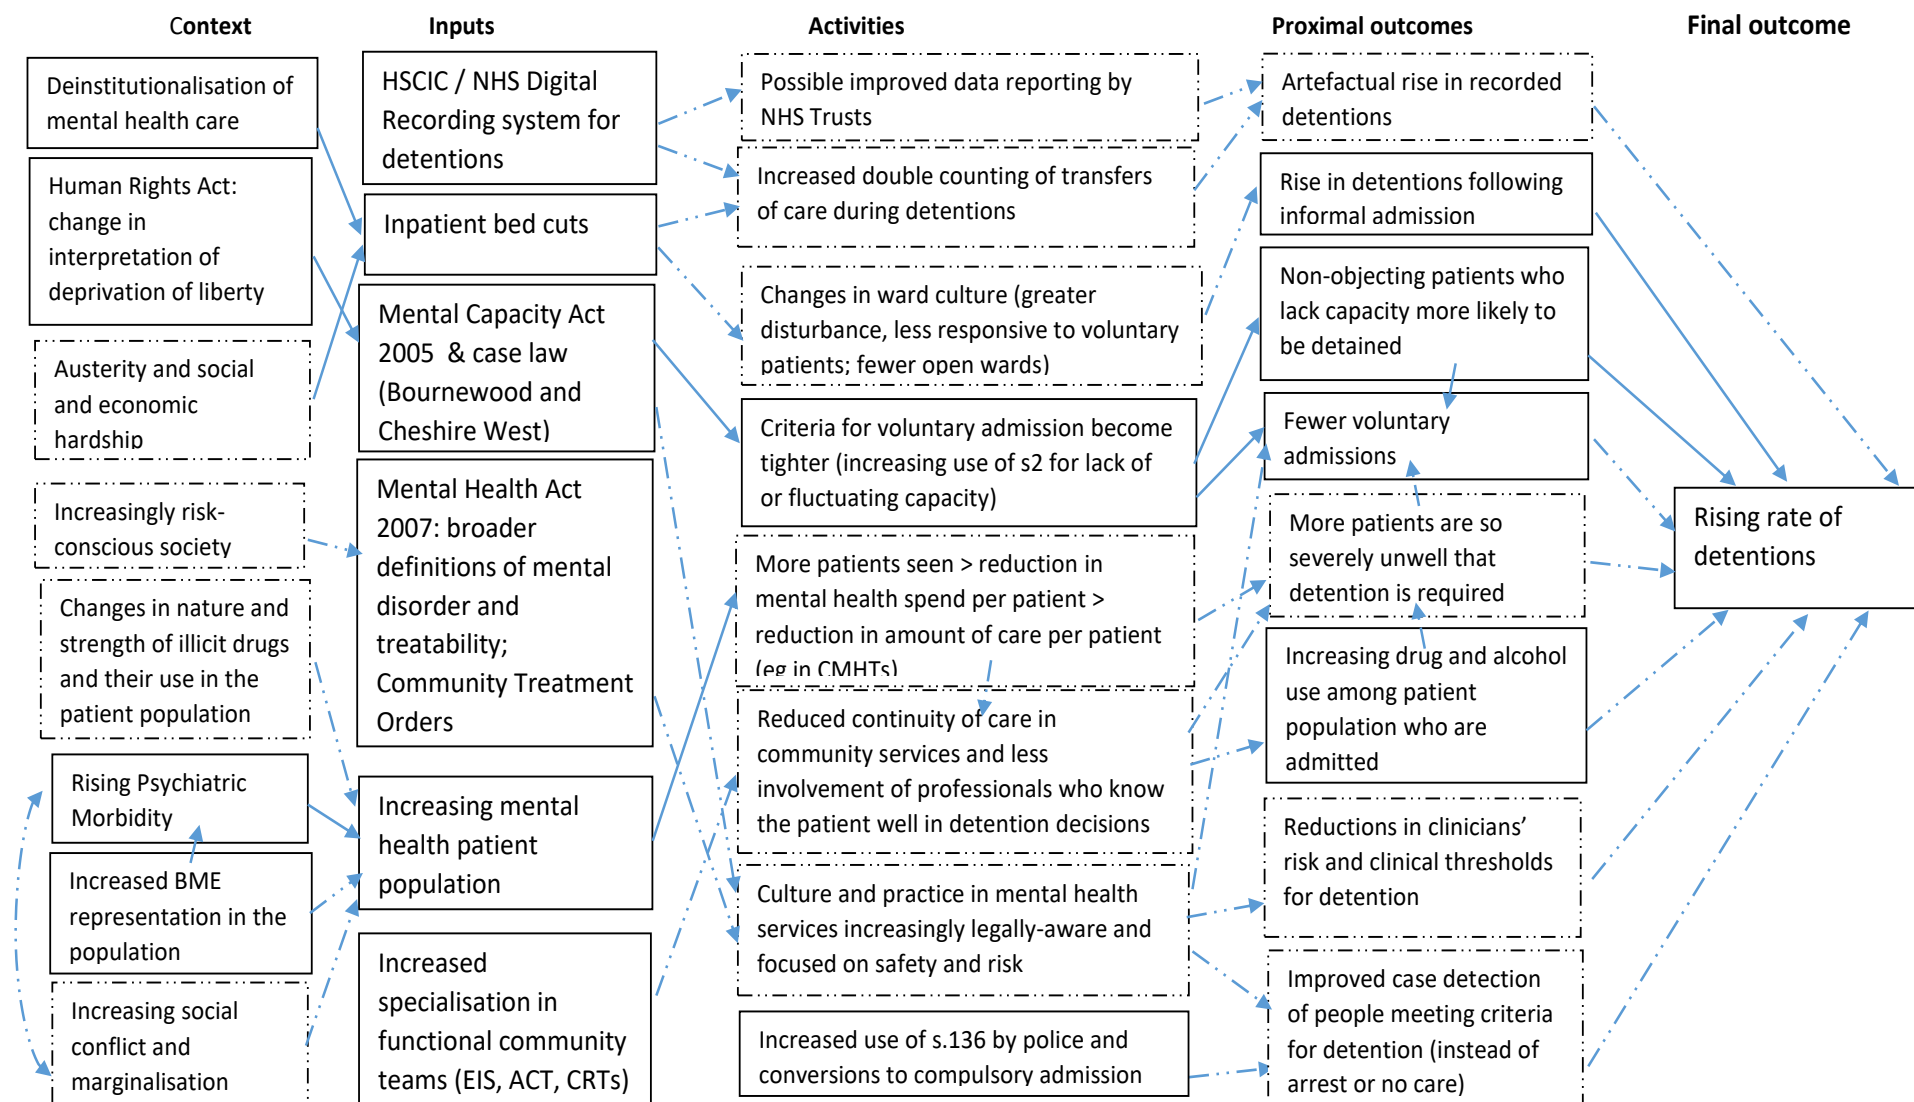 Context
Inputs
Activities
Proximal outcomes
Final outcome
Deinstitutionalisation of
mental health care
Human Rights Act:
change in
interpretation of
deprivation of liberty
Austerity and social
and economic
hardship
Increasingly risk-
conscious society
Changes in nature and
strength of illicit drugs
and their use in the
patient population
Rising Psychiatric
Morbidity
Increased BME
representation in the
population
Increasing social
conflict and
marginalisation
HSCIC / NHS Digital
Recording system for
detentions
Inpatient bed cuts
Mental Capacity Act
2005 & case law
(Bournewood and
Cheshire West)
Mental Health Act
2007: broader
definitions of mental
disorder and
treatability;
Community Treatment
Orders
Increasing mental
health patient
population
Increased
specialisation in
functional community
teams (EIS, ACT, CRTs)
Possible improved data reporting by
NHS Trusts
Increased double counting of transfers
of care during detentions
Changes in ward culture (greater
disturbance, less responsive to voluntary
patients; fewer open wards)
Criteria for voluntary admission become
tighter (increasing use of s2 for lack of
or fluctuating capacity)
More patients seen > reduction in
mental health spend per patient >
reduction in amount of care per patient
(eg in CMHTs)
Reduced continuity of care in
community services and less
involvement of professionals who know
the patient well in detention decisions
Culture and practice in mental health
services increasingly legally-aware and
focused on safety and risk
Increased use of s.136 by police and
conversions to compulsory admission
Artefactual rise in recorded
detentions
Rise in detentions following
informal admission
Non-objecting patients who
lack capacity more likely to
be detained
Fewer voluntary
admissions
More patients are so
severely unwell that
detention is required
Increasing drug and alcohol
use among patient
population who are
admitted
Reductions in clinicians’
risk and clinical thresholds
for detention
Improved case detection
of people meeting criteria
for detention (instead of
arrest or no care)
Rising rate of
detentions